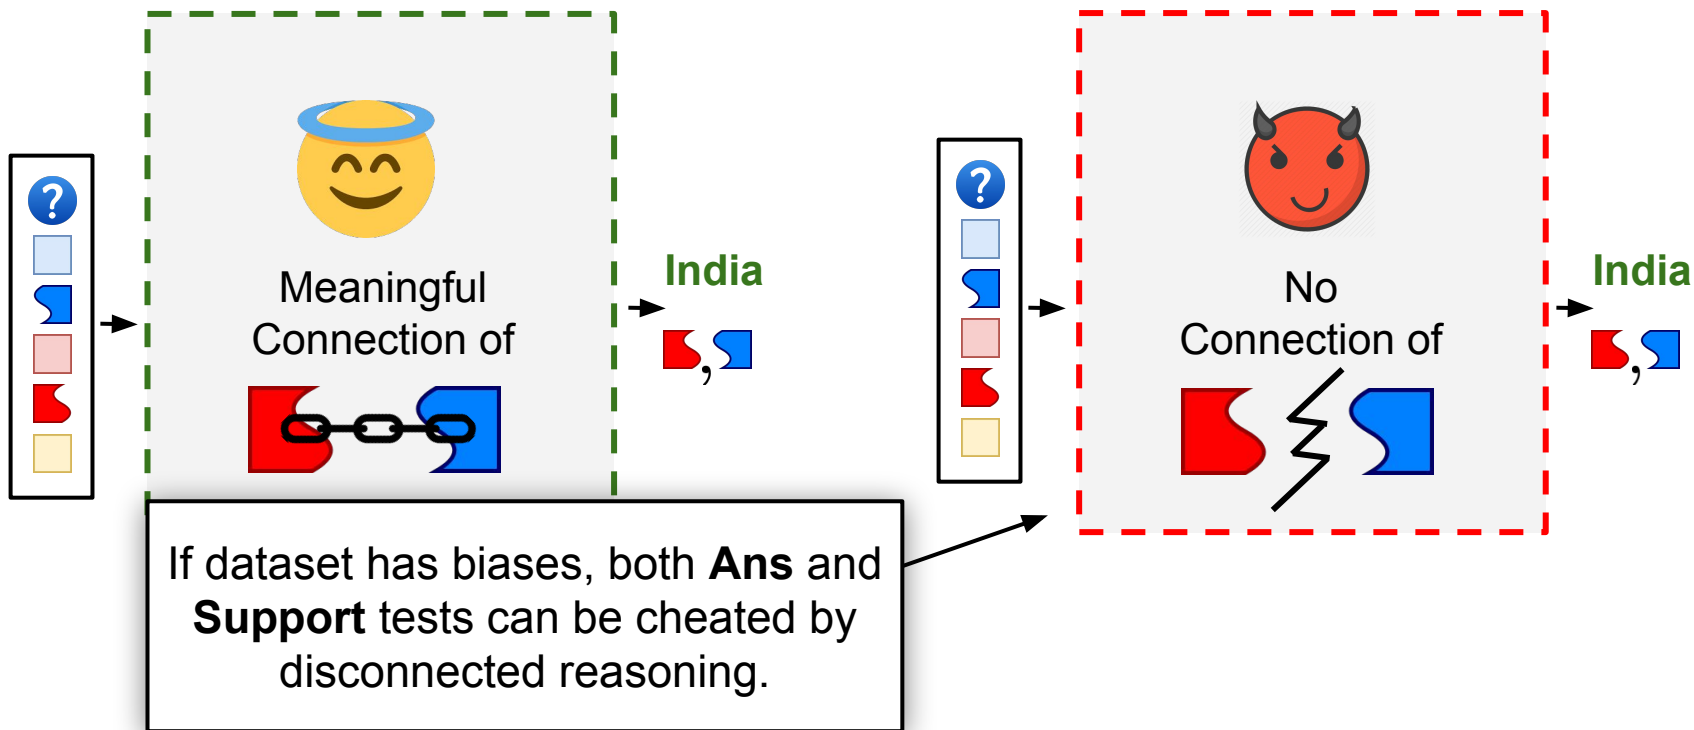 ?
Meaningful
Connection of
India
,
If dataset has biases, both Ans and
Support tests can be cheated by
disconnected reasoning.
?
No
Connection of
India
,